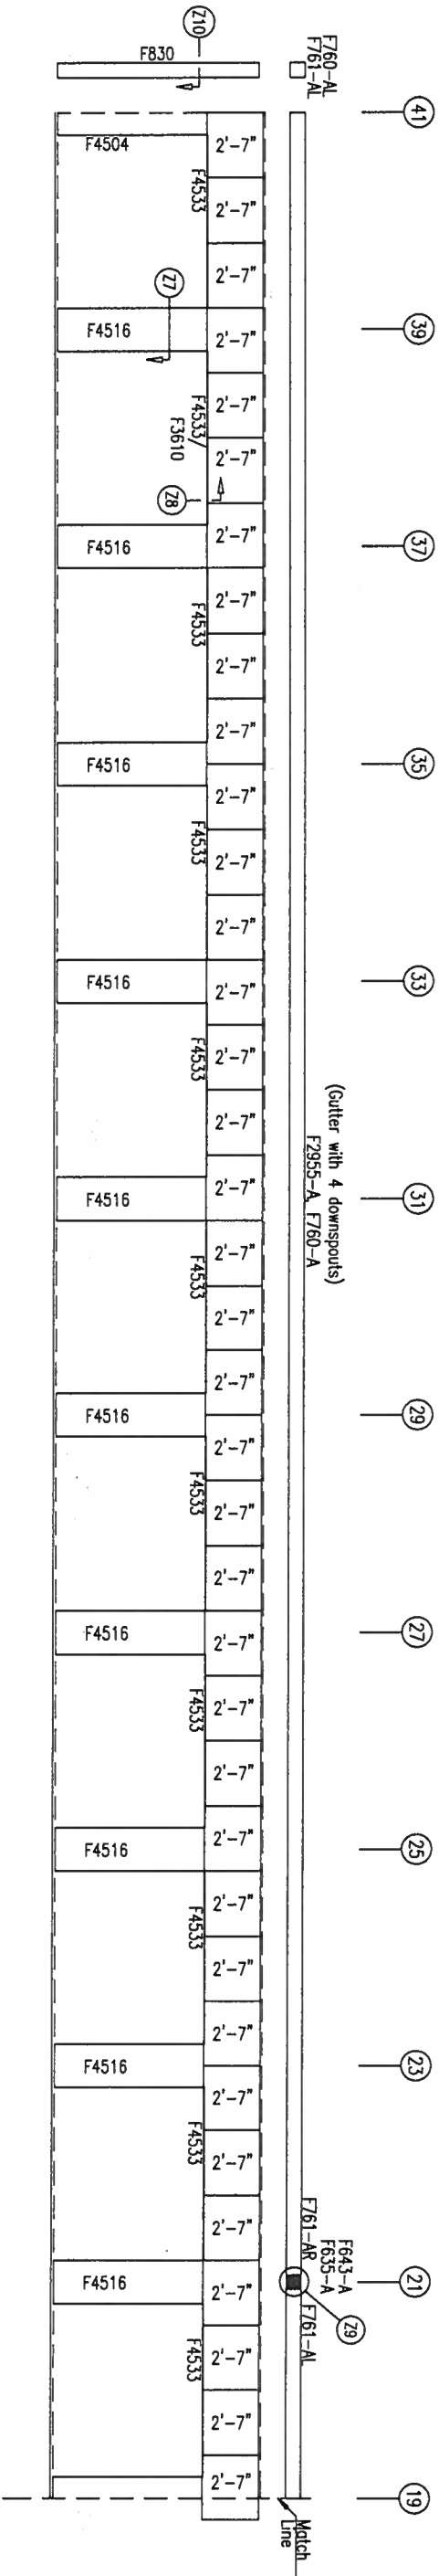 Z10
F830
F760-AL
F761-AL
41
F4504
2'-7"
F4533
2'-7"
2'-7"
Z7
39
F4516
2'-7"
2'-7"
F4533/
F3610
2'-7"
Z8
37
F4516
2'-7"
2'-7"
F4533
2'-7"
2'-7"
35
F4516
2'-7"
F4533
2'-7"
2'-7"
33
F4516
2'-7"
F4533
2'-7"
2'-7"
(Gutter with 4 downspouts)
F2955-A, F760-A
31
F4516
2'-7"
2'-7"
F4533
2'-7"
2'-7"
29
F4516
2'-7"
F4533
2'-7"
2'-7"
27
F4516
2'-7"
F4533
2'-7"
2'-7"
25
F4516
2'-7"
2'-7"
F4533
2'-7"
2'-7"
23
F4516
2'-7"
F4533
2'-7"
2'-7"
F643-A
F635-A
F761-AR
21
Z9
F761-AL
F4516
2'-7"
F4533
2'-7"
2'-7"
2'-7"
19
Match
Line